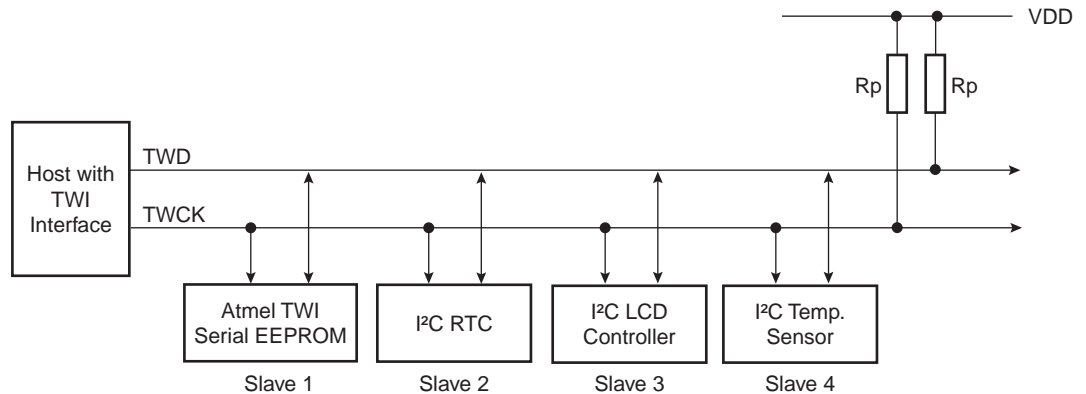 VDD
Rp
Rp
Host with
TWI
Interface
TWD
TWCK
Atmel TWI
Serial EEPROM
I²C RTC
I²C LCD
Controller
I²C Temp.
Sensor
Slave 1
Slave 2
Slave 3
Slave 4